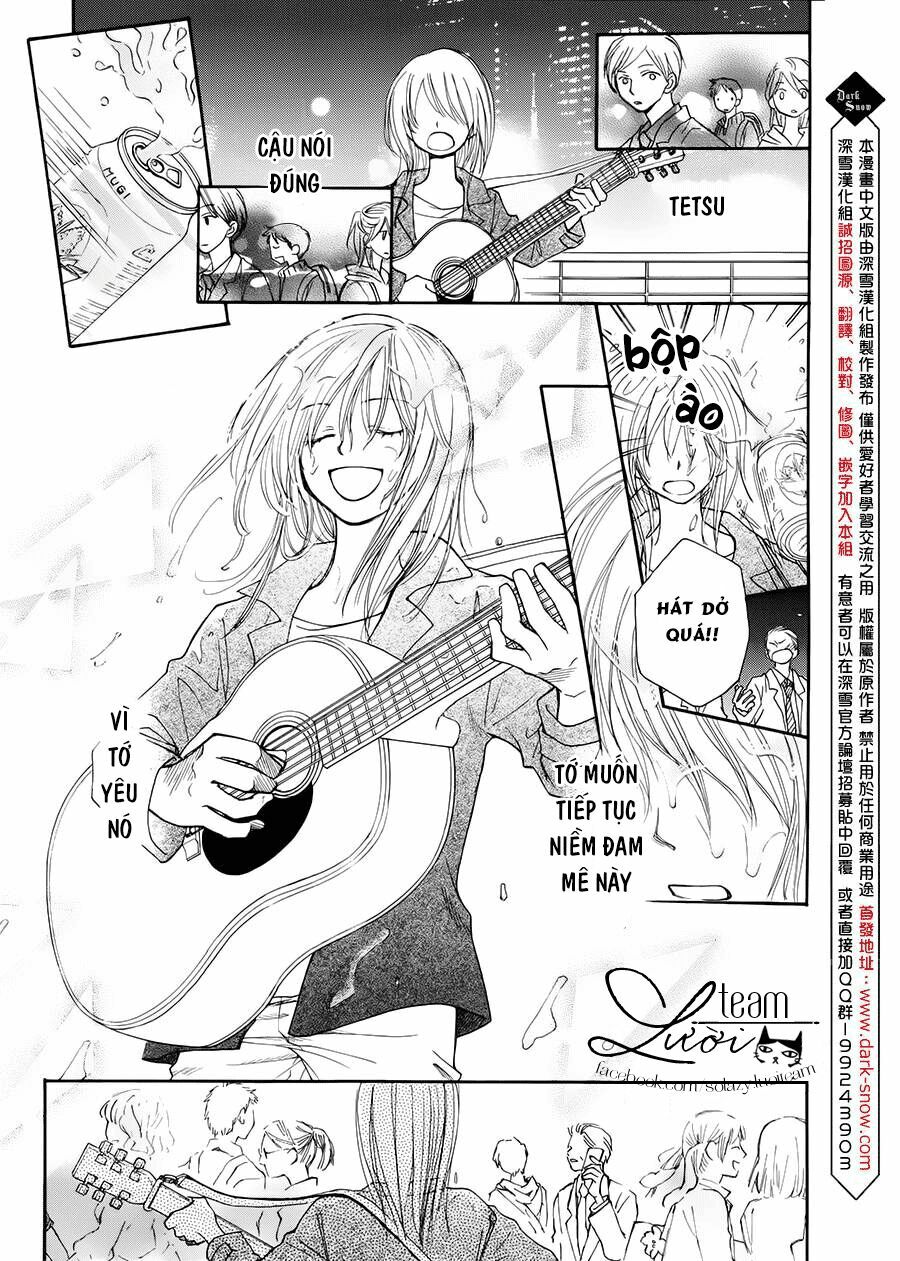 TETSU
CẬU NÓI
ĐÚNG
MUGI
bộp
ào
HÁT DỞ
QUÁ!!
TỚ MUỐN
TIẾP TỤC
NIỀM ĐAM
MÊ NÀY
VÌ
TỚ
YÊU
NÓ
team
Lười
facebook.com/solazy.luoiteam
Dark
Snow
本漫畫中文版由深雪漢化組製作發布 僅供愛好者學習交流之用 版權屬於原作者 禁止用於任何商業用途 首發地址：www.dark-snow.com
深雪漢化組誠招圖源、翻譯、校對、修圖、嵌字加入本組 有意者可以在深雪官方論壇招募貼中回覆 或者直接加QQ群-199243903